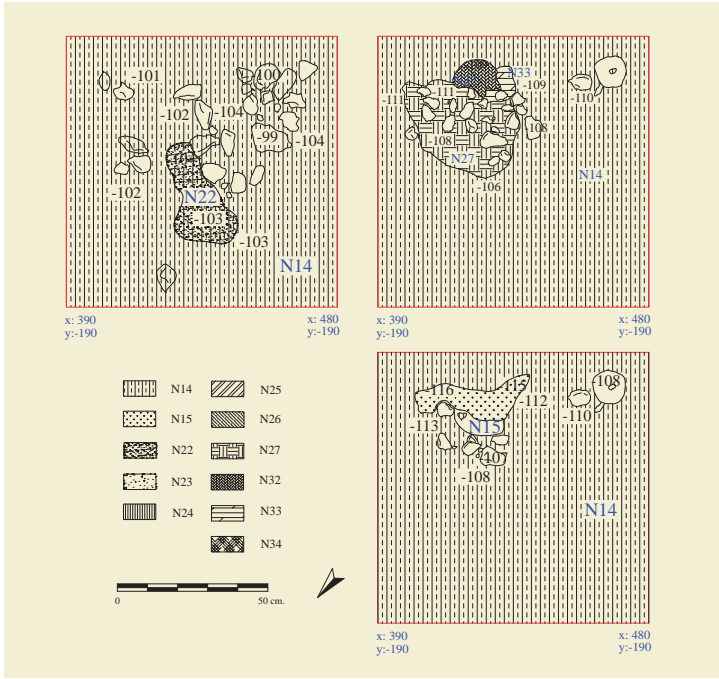 -101
100
-102
-104
-99
-104
-102
N22
-103
-103
N14
x: 390
y:-190
x: 480
y:-190
N33
-109
-111
-111
-110
-108
-108
N27
-106
N14
x: 390
y:-190
x: 480
y:-190
-116
-115
-112
-110
-108
-113
N15
-107
-108
N14
x: 390
y:-190
x: 480
y:-190
N14
N15
N22
N23
N24
N25
N26
N27
N32
N33
N34
0
50 cm.